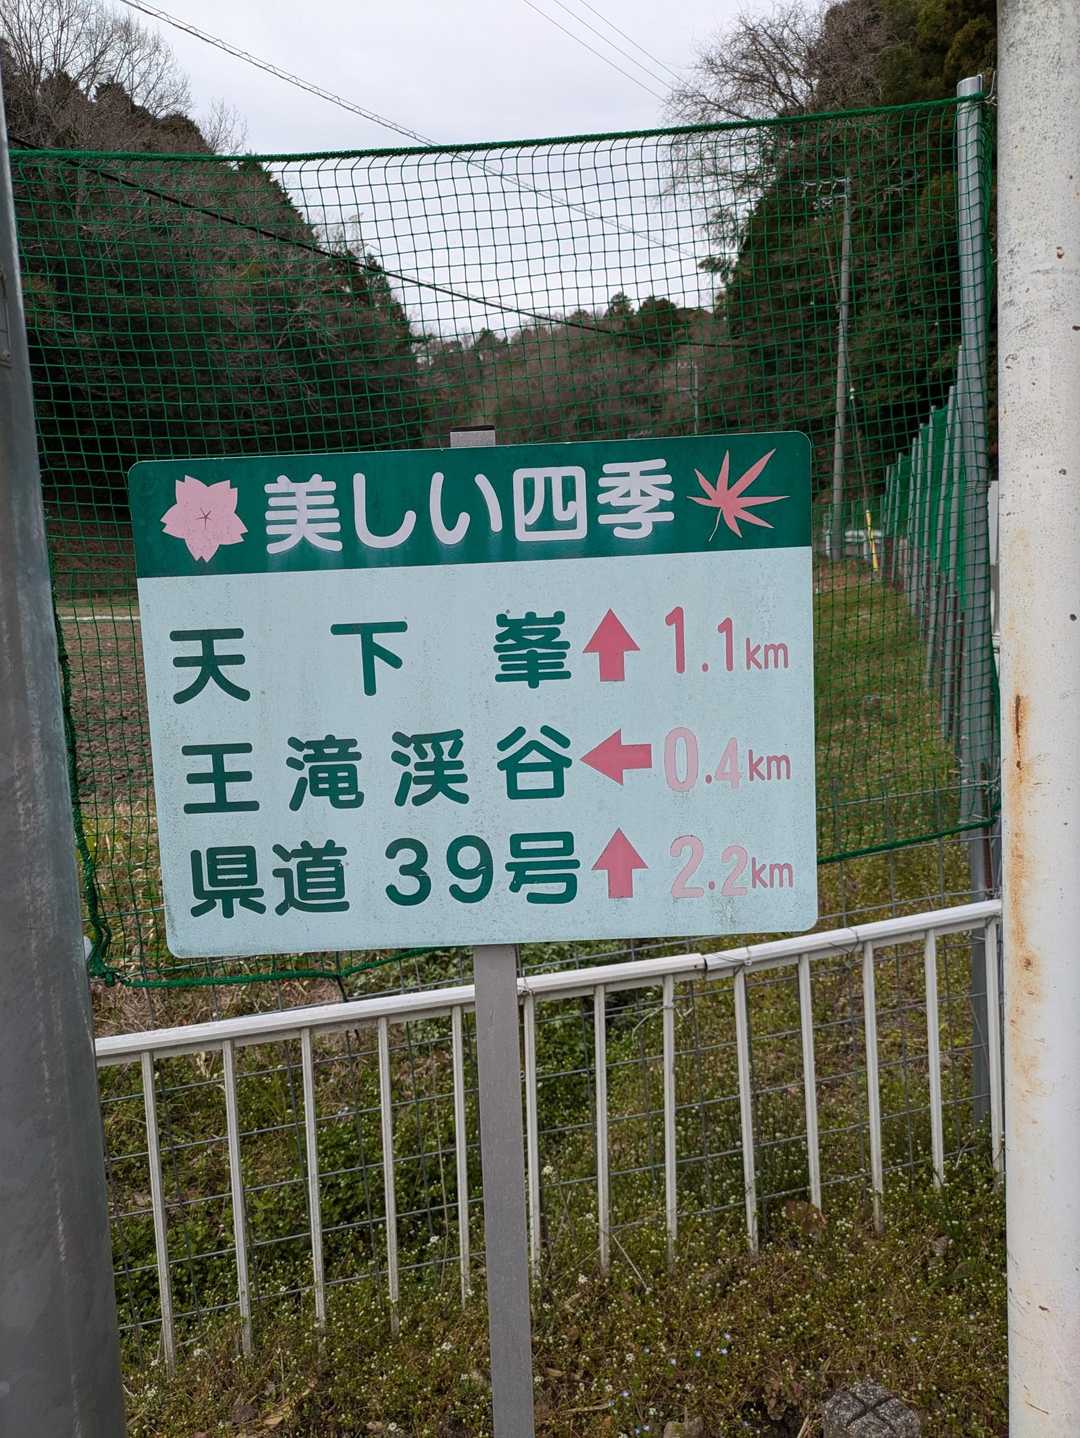 美しい四季
天下峯 ↑ 1.1km
王滝渓谷 ← 0.4km
県道39号 ↑ 2.2km